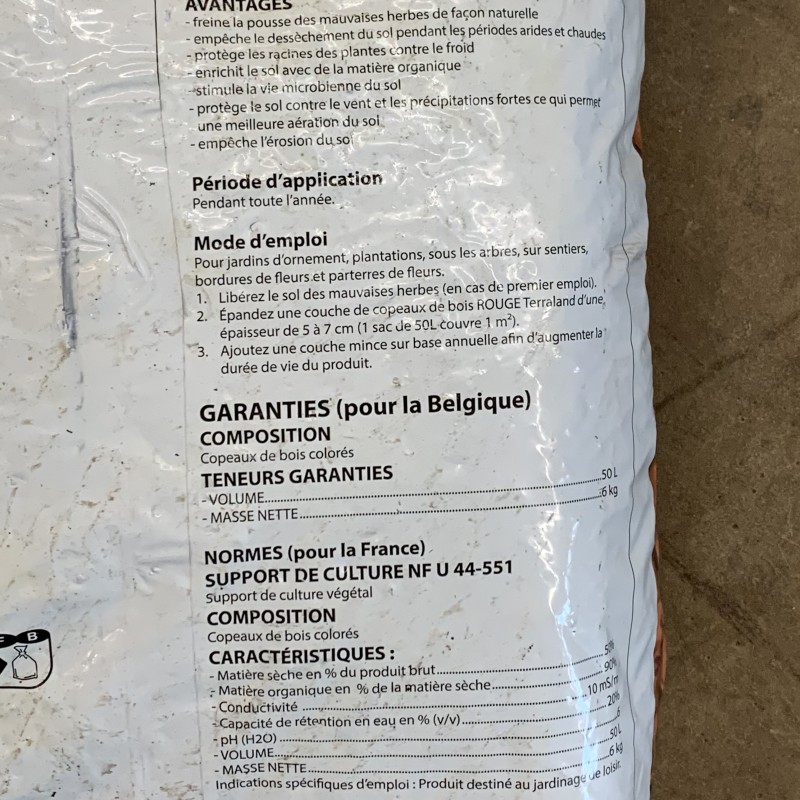 AVANTAGES
- freine la pousse des mauvaises herbes de façon naturelle
- empêche le dessèchement du sol pendant les périodes arides et chaudes
- protège les racines des plantes contre le froid
- enrichit le sol avec de la matière organique
- stimule la vie microbienne du sol
- protège le sol contre le vent et les précipitations fortes ce qui permet
une meilleure aération du sol
- empêche l'érosion du sol
Période d'application
Pendant toute l'année.
Mode d'emploi
Pour jardins d'ornement, plantations, sous les arbres, sur sentiers,
bordures de fleurs et parterres de fleurs.
1. Libérez le sol des mauvaises herbes (en cas de premier emploi).
2. Épandez une couche de copeaux de bois ROUGE Terraland d'une
épaisseur de 5 à 7 cm (1 sac de 50L couvre 1 m²).
3. Ajoutez une couche mince sur base annuelle afin d'augmenter la
durée de vie du produit.
GARANTIES (pour la Belgique)
COMPOSITION
Copeaux de bois colorés
TENEURS GARANTIES
- VOLUME..........50 L
- MASSE NETTE..........6 kg
NORMES (pour la France)
SUPPORT DE CULTURE NF U 44-551
Support de culture végétal
COMPOSITION
Copeaux de bois colorés
CARACTÉRISTIQUES :
- Matière sèche en % du produit brut..........
- Matière organique en % de la matière sèche..........90%
- Conductivité ..........10 mS/m
- Capacité de rétention en eau en % (v/v)..........20%
- pH (H2O) ..........6
- VOLUME..........50 L
- MASSE NETTE..........6 kg
Indications spécifiques d'emploi : Produit destiné au jardinage de loisir.
B